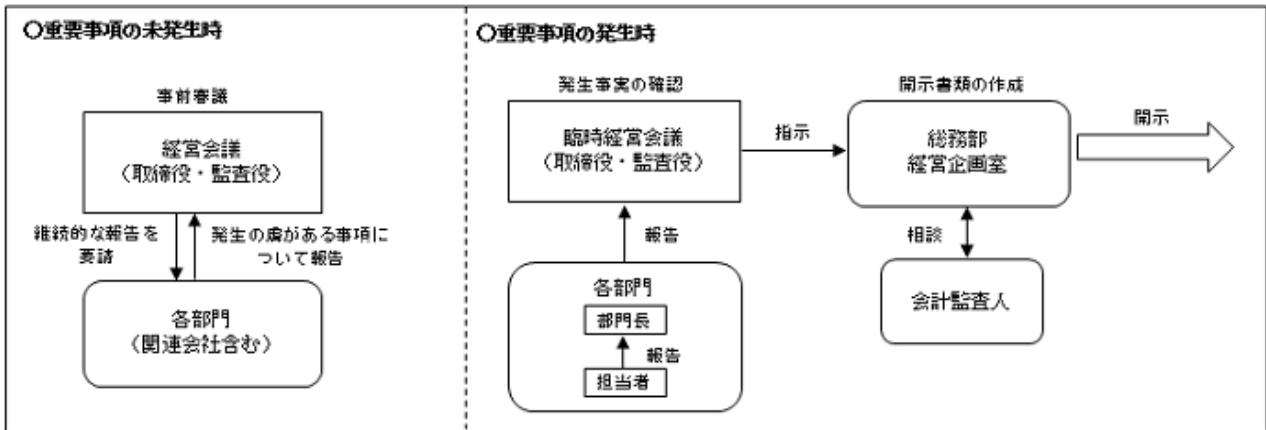 〇重要事項の未発生時
事前審議
経営会議
（取締役・監査役）
継続的な報告を
要請
発生の虞がある事項に
ついて報告
各部門
（関連会社含む）
〇重要事項の発生時
発生事実の確認
臨時経営会議
（取締役・監査役）
指示
開示書類の作成
総務部
経営企画室
開示
報告
相談
各部門
部門長
報告
担当者
会計監査人